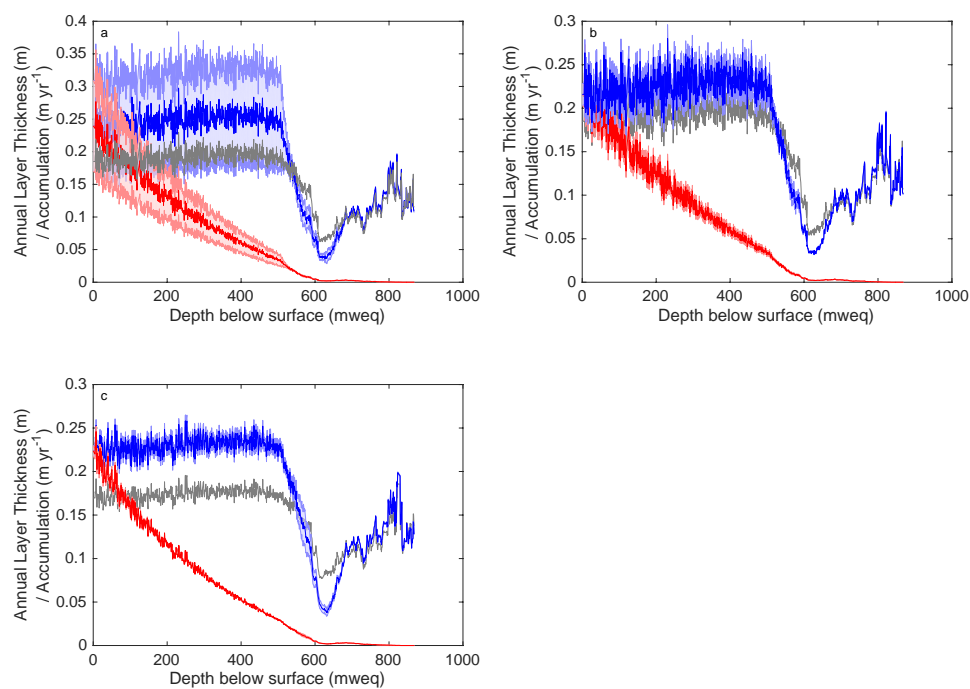 a
0.4
0.35
0.3
0.25
0.2
0.15
0.1
0.05
0
0 200 400 600 800 1000
Depth below surface (mweq)
Annual Layer Thickness (m)
/ Accumulation (m yr-1)
b
0.3
0.25
0.2
0.15
0.1
0.05
0
0 200 400 600 800 1000
Depth below surface (mweq)
Annual Layer Thickness (m)
/ Accumulation (m yr-1)
c
0.3
0.25
0.2
0.15
0.1
0.05
0
0 200 400 600 800 1000
Depth below surface (mweq)
Annual Layer Thickness (m)
/ Accumulation (m yr-1)